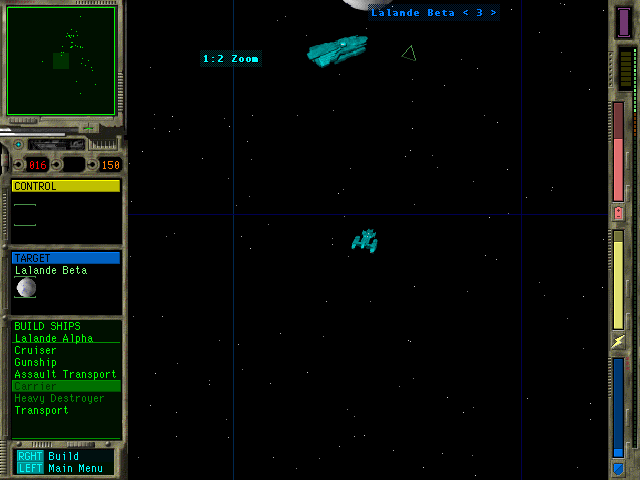 Lalande Beta < 3 >
1:2 Zoom
016
150
CONTROL
TARGET
Lalande Beta
BUILD SHIPS
Lalande Alpha
Cruiser
Gunship
Assault Transport
Carrier
Heavy Destroyer
Transport
RGHT Build
LEFT Main Menu